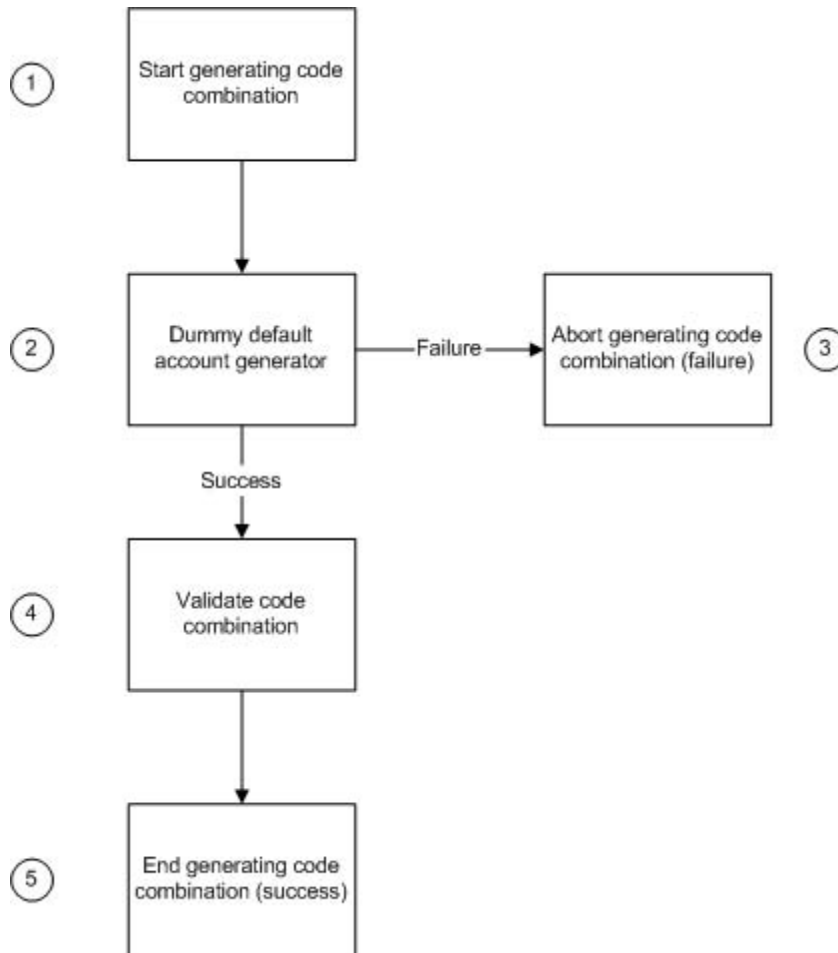 1
Start generating code
combination
2
Dummy default
account generator
Failure
Abort generating code
combination (failure)
3
Success
4
Validate code
combination
5
End generating code
combination (success)